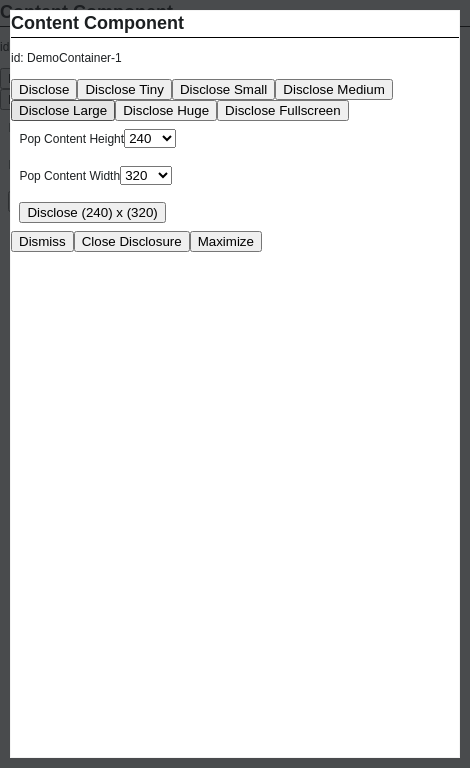 Content Component
id: DemoContainer-1
Disclose Disclose Tiny Disclose Small Disclose Medium
Disclose Large Disclose Huge Disclose Fullscreen
Pop Content Height 240
Pop Content Width 320
Disclose (240) x (320)
Dismiss Close Disclosure Maximize